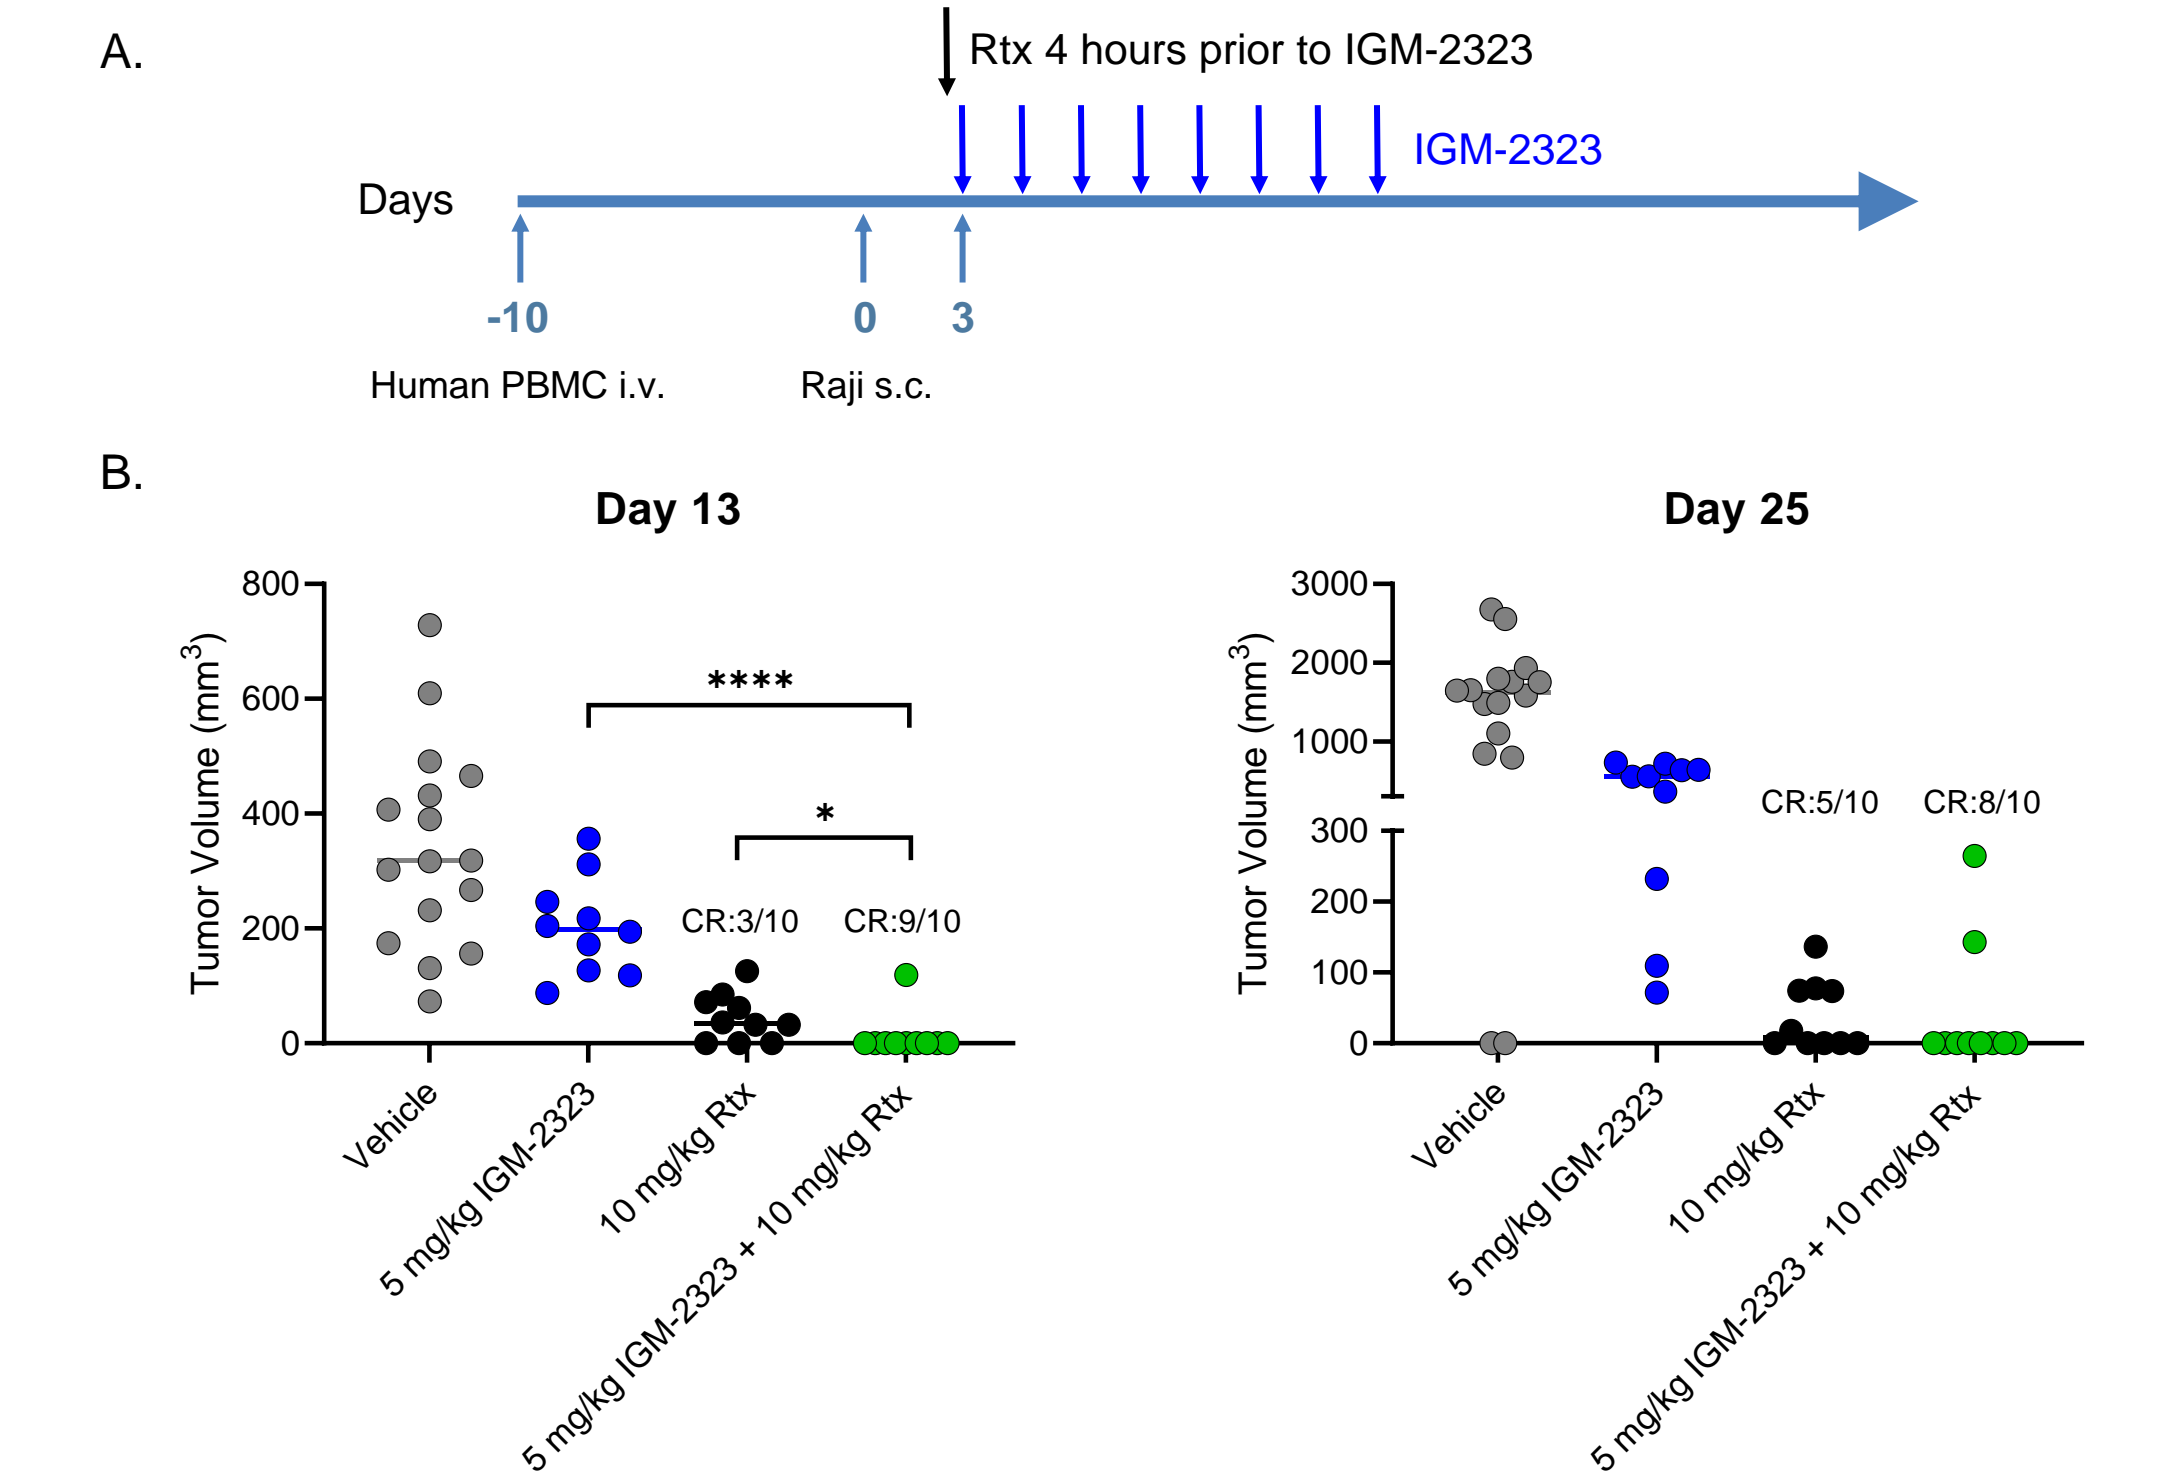 A.
Rtx 4 hours prior to IGM-2323
IGM-2323
Days
-10
0
3
Human PBMC i.v.
Raji s.c.
B.
Day 13
Tumor Volume (mm3)
800
600
400
200
0
****
*
CR:3/10
CR:9/10
Vehicle
5 mg/kg IGM-2323
10 mg/kg Rtx
5 mg/kg IGM-2323 + 10 mg/kg Rtx
Day 25
Tumor Volume (mm3)
3000
2000
1000
300
200
100
0
CR:5/10
CR:8/10
Vehicle
5 mg/kg IGM-2323
10 mg/kg Rtx
5 mg/kg IGM-2323 + 10 mg/kg Rtx